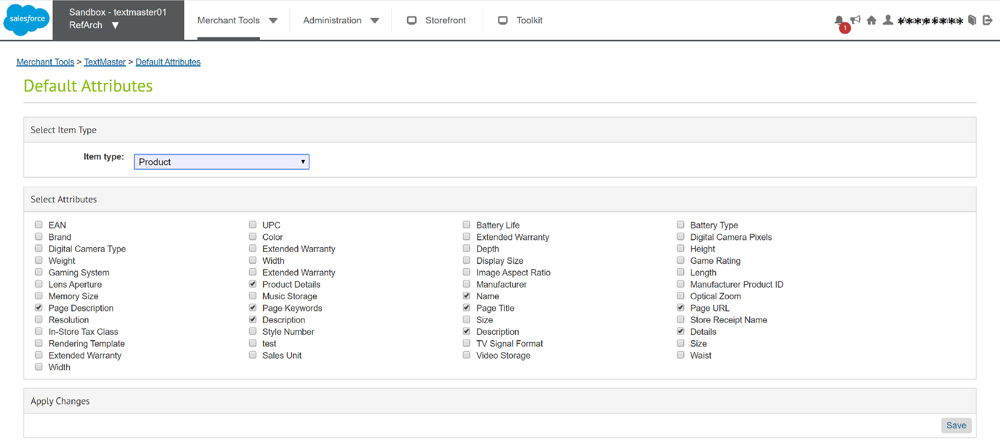 salesforce
Sandbox - textmaster01
RefArch ▼
Merchant Tools
Administration
Storefront
Toolkit
1
Merchant Tools > TextMaster > Default Attributes
Default Attributes
Select Item Type
Item type:
Product
Select Attributes
EAN UPC Battery Life Battery Type
Brand Color Extended Warranty Digital Camera Pixels
Digital Camera Type Extended Warranty Depth Height
Weight Width Display Size Game Rating
Gaming System Extended Warranty Image Aspect Ratio Length
Lens Aperture Product Details Manufacturer Manufacturer Product ID
Memory Size Music Storage Name Optical Zoom
Page Description Page Keywords Page Title Page URL
Resolution Description Size Store Receipt Name
In-Store Tax Class Style Number Description Details
Rendering Template test TV Signal Format Size
Extended Warranty Sales Unit Video Storage Waist
Width
Apply Changes
Save